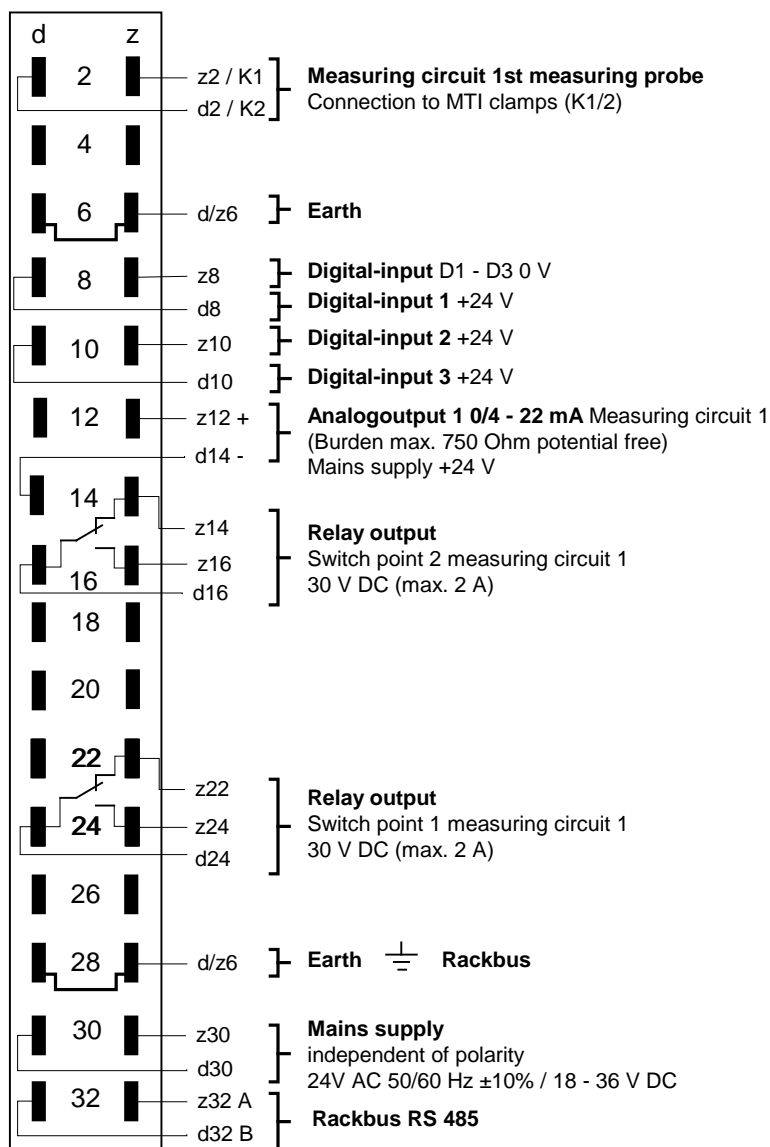 d z
2 z2 / K1 Measuring circuit 1st measuring probe
d2 / K2 Connection to MTI clamps (K1/2)
4
6 d/z6 Earth
8 z8 Digital-input D1 - D3 0 V
d8 Digital-input 1 +24 V
10 z10 Digital-input 2 +24 V
d10 Digital-input 3 +24 V
12 z12 + Analogoutput 1 0/4 - 22 mA Measuring circuit 1
(Burden max. 750 Ohm potential free)
d14 - Mains supply +24 V
14
z14 Relay output
z16 Switch point 2 measuring circuit 1
16 d16 30 V DC (max. 2 A)
18
20
22
z22 Relay output
24 z24 Switch point 1 measuring circuit 1
d24 30 V DC (max. 2 A)
26
28 d/z6 Earth Rackbus
30 z30 Mains supply
independent of polarity
d30 24V AC 50/60 Hz ±10% / 18 - 36 V DC
32 z32 A Rackbus RS 485
d32 B